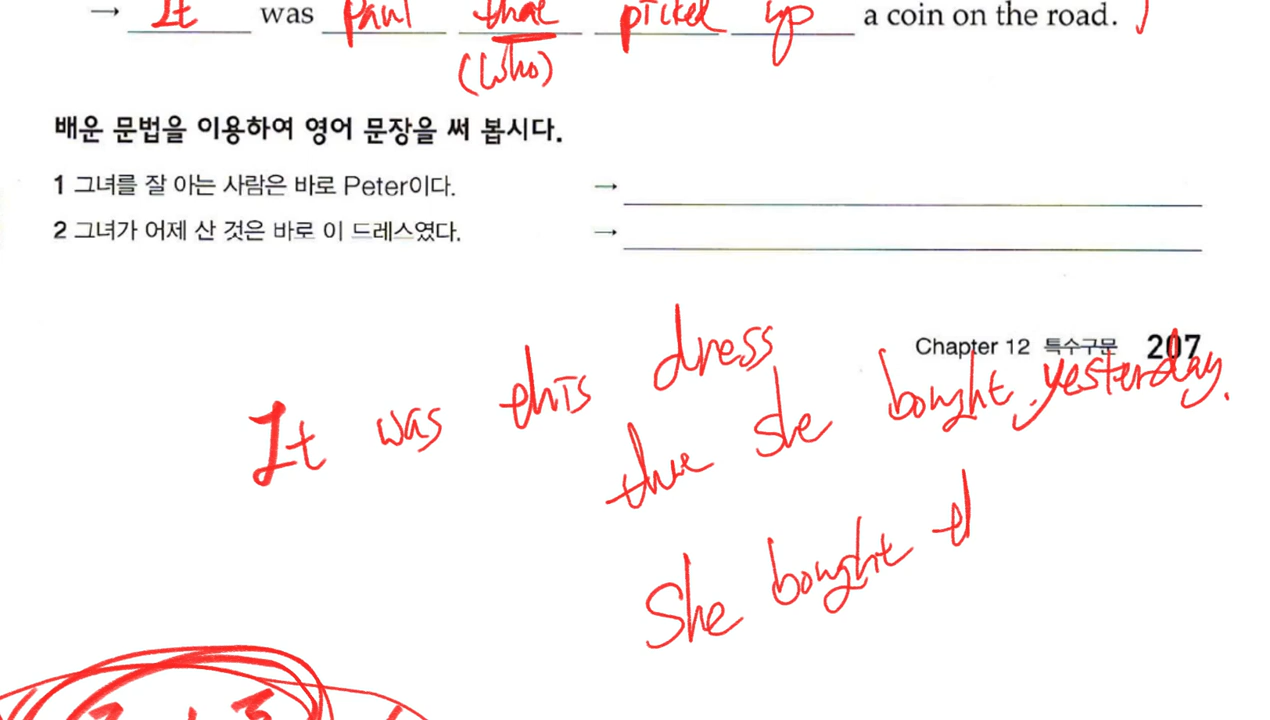 → It was Paul that picked up a coin on the road.
(who)
배운 문법을 이용하여 영어 문장을 써 봅시다.
1 그녀를 잘 아는 사람은 바로 Peter이다. →
2 그녀가 어제 산 것은 바로 이 드레스였다. →
Chapter 12 특수구문 207
It was this dress
that she bought yesterday.
She bought th